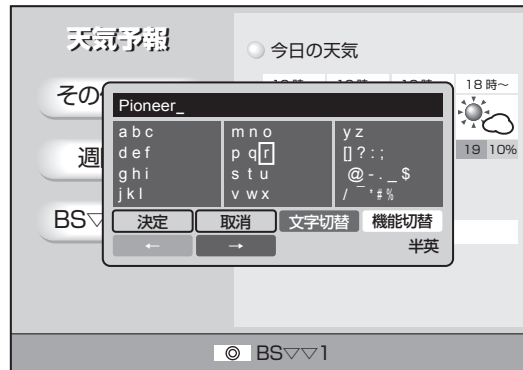 天気予報
今日の天気
その
18時～
19 10%
週
BS▽
Pioneer_
a b c
d e f
g h i
j k l
m n o
p q r
s t u
v w x
y z
[] ? : ;
@ - . _ $
/ ‾ ' # %
決定 取消 文字切替 機能切替
← → 半英
◎ BS▽▽1